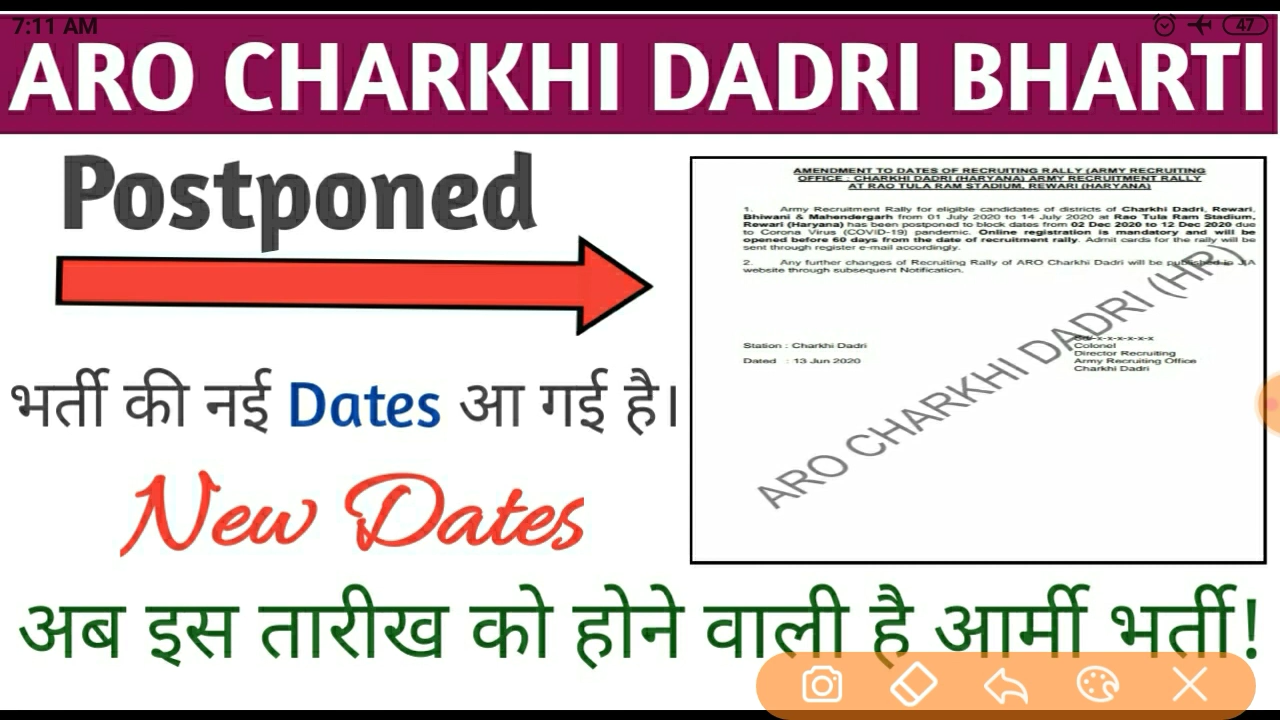 7:11 AM
47
ARO CHARKHI DADRI BHARTI
Postponed
भर्ती की नई Dates आ गई है।
New Dates
AMENDMENT TO DATES OF RECRUITING RALLY (ARMY RECRUITING
OFFICE : CHARKHI DADRI (HARYANA) ARMY RECRUITMENT RALLY
AT RAO TULA RAM STADIUM, REWARI (HARYANA)
1. Army Recruitment Rally for eligible candidates of districts of Charkhi Dadri, Rewari,
Bhiwani & Mahendergarh from 01 July 2020 to 14 July 2020 at Rao Tula Ram Stadium,
Rewari (Haryana) has been postponed to block dates from 02 Dec 2020 to 12 Dec 2020 due
to Corona Virus (COVID-19) pandemic. Online registration is mandatory and will be
opened before 60 days from the date of recruitment rally. Admit cards for the rally will be
sent through register e-mail accordingly.
2. Any further changes of Recruiting Rally of ARO Charkhi Dadri will be published in JIA
website through subsequent Notification.
Station : Charkhi Dadri
Dated : 13 Jun 2020
Sd/-x-x-x-x-x-x
Colonel
Director Recruiting
Army Recruiting Office
Charkhi Dadri
ARO CHARKHI DADRI (HR)
अब इस तारीख को होने वाली है आर्मी भर्ती!